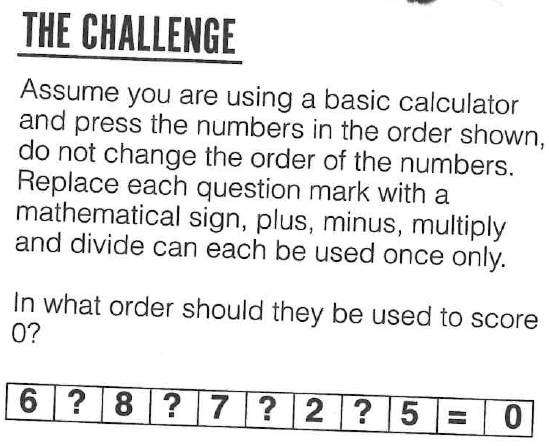 THE CHALLENGE
Assume you are using a basic calculator
and press the numbers in the order shown,
do not change the order of the numbers.
Replace each question mark with a
mathematical sign, plus, minus, multiply
and divide can each be used once only.
In what order should they be used to score
0?
6 ? 8 ? 7 ? 2 ? 5 = 0